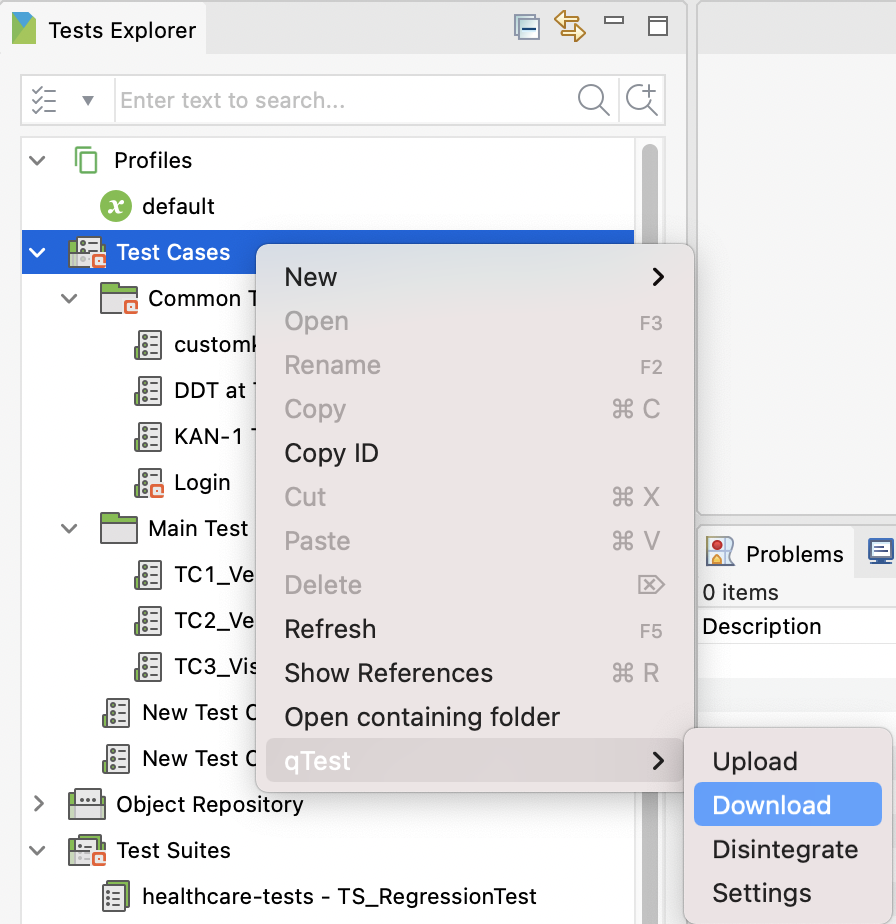 Tests Explorer
Enter text to search...
Profiles
default
Test Cases
Common T
customk
DDT at T
KAN-1 T
Login
Main Test
TC1_Ve
TC2_Ve
TC3_Vis
New Test C
New Test C
Object Repository
Test Suites
healthcare-tests - TS_RegressionTest
New
Open F3
Rename F2
Copy ⌘ C
Copy ID
Cut ⌘ X
Paste ⌘ V
Delete ⌦
Refresh F5
Show References ⌘ R
Open containing folder
qTest
Upload
Download
Disintegrate
Settings
Problems
0 items
Description